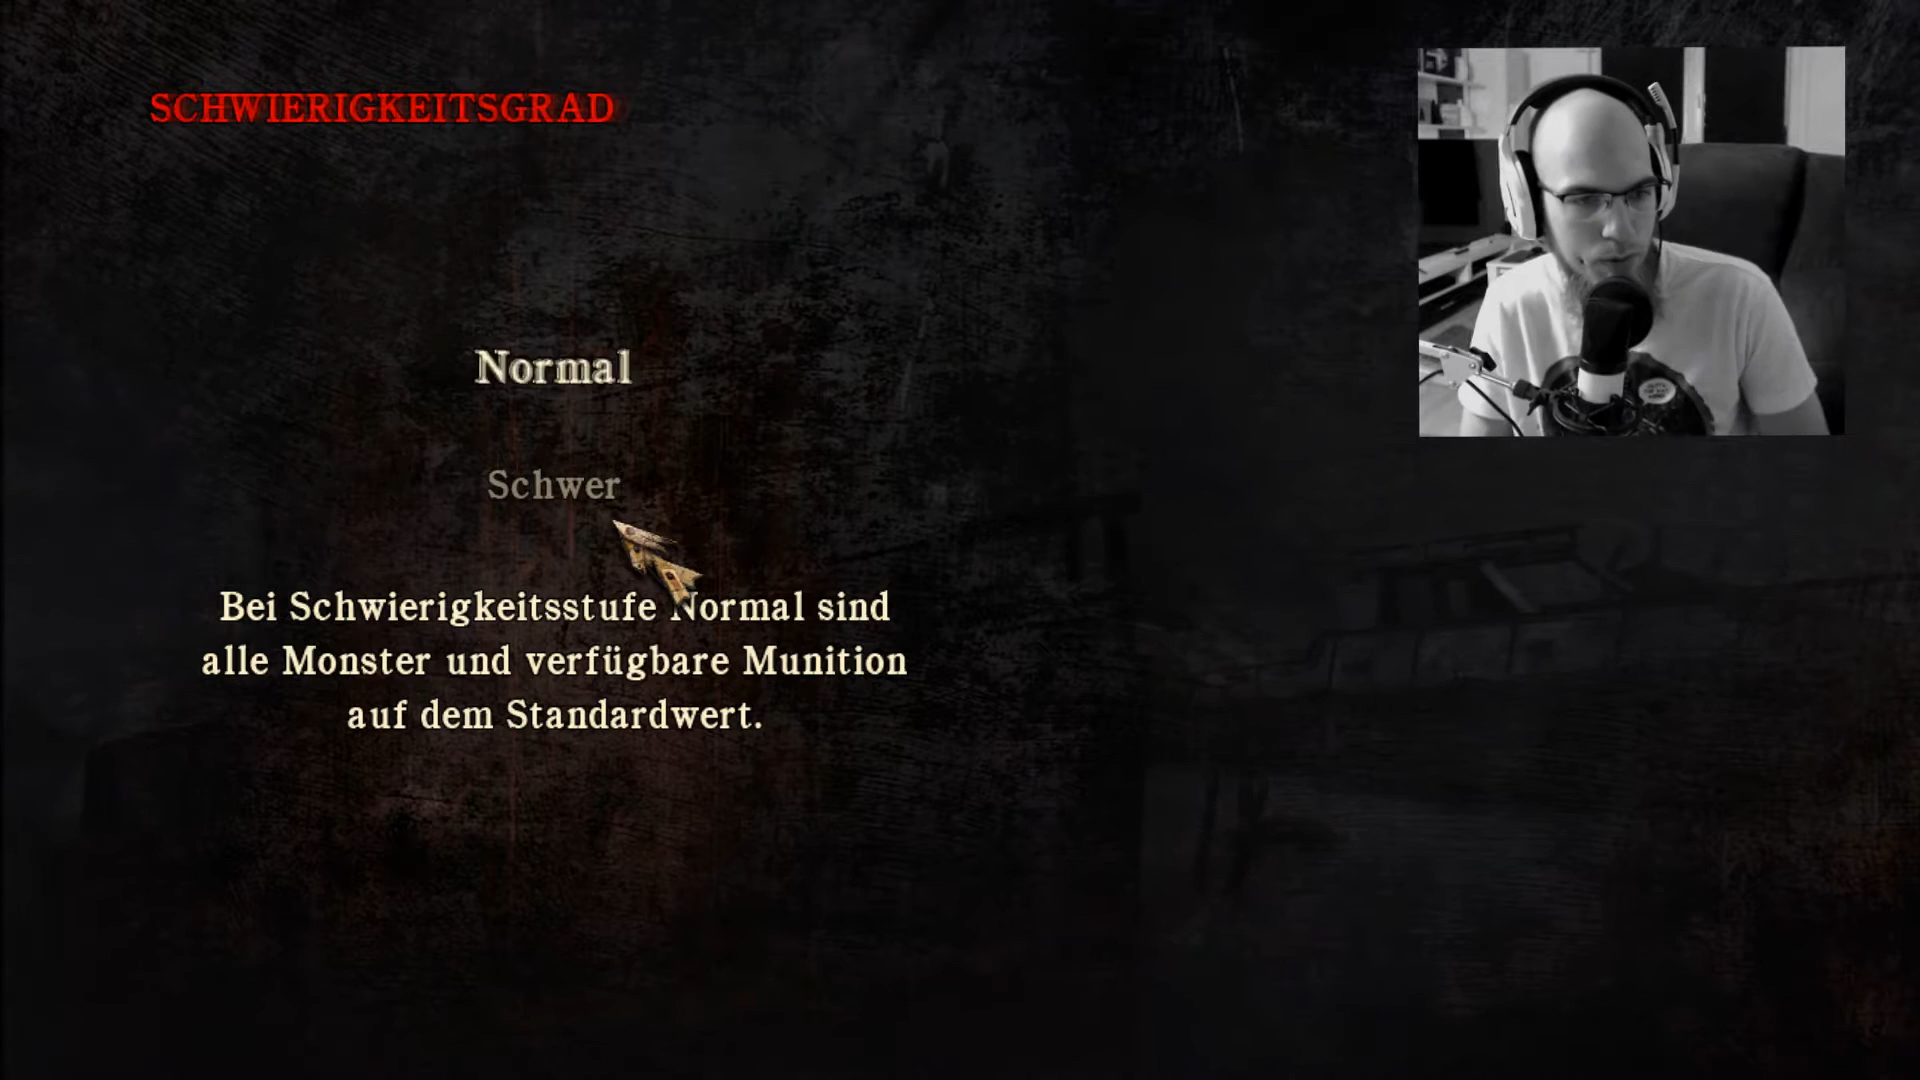 SCHWIERIGKEITSGRAD
Normal
Schwer
Bei Schwierigkeitsstufe Normal sind
alle Monster und verfügbare Munition
auf dem Standardwert.